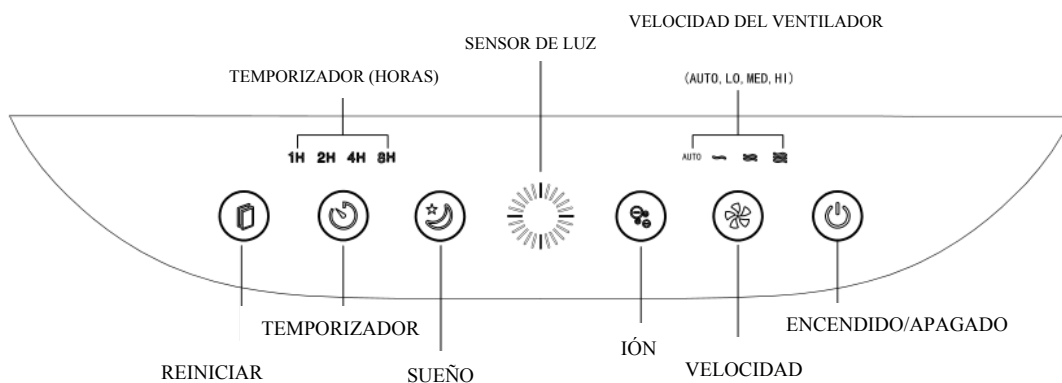 VELOCIDAD DEL VENTILADOR
SENSOR DE LUZ
TEMPORIZADOR (HORAS)
(AUTO, LO, MED, HI)
1H 2H 4H 8H
AUTO
TEMPORIZADOR
ENCENDIDO/APAGADO
IÓN
REINICIAR
SUEÑO
VELOCIDAD